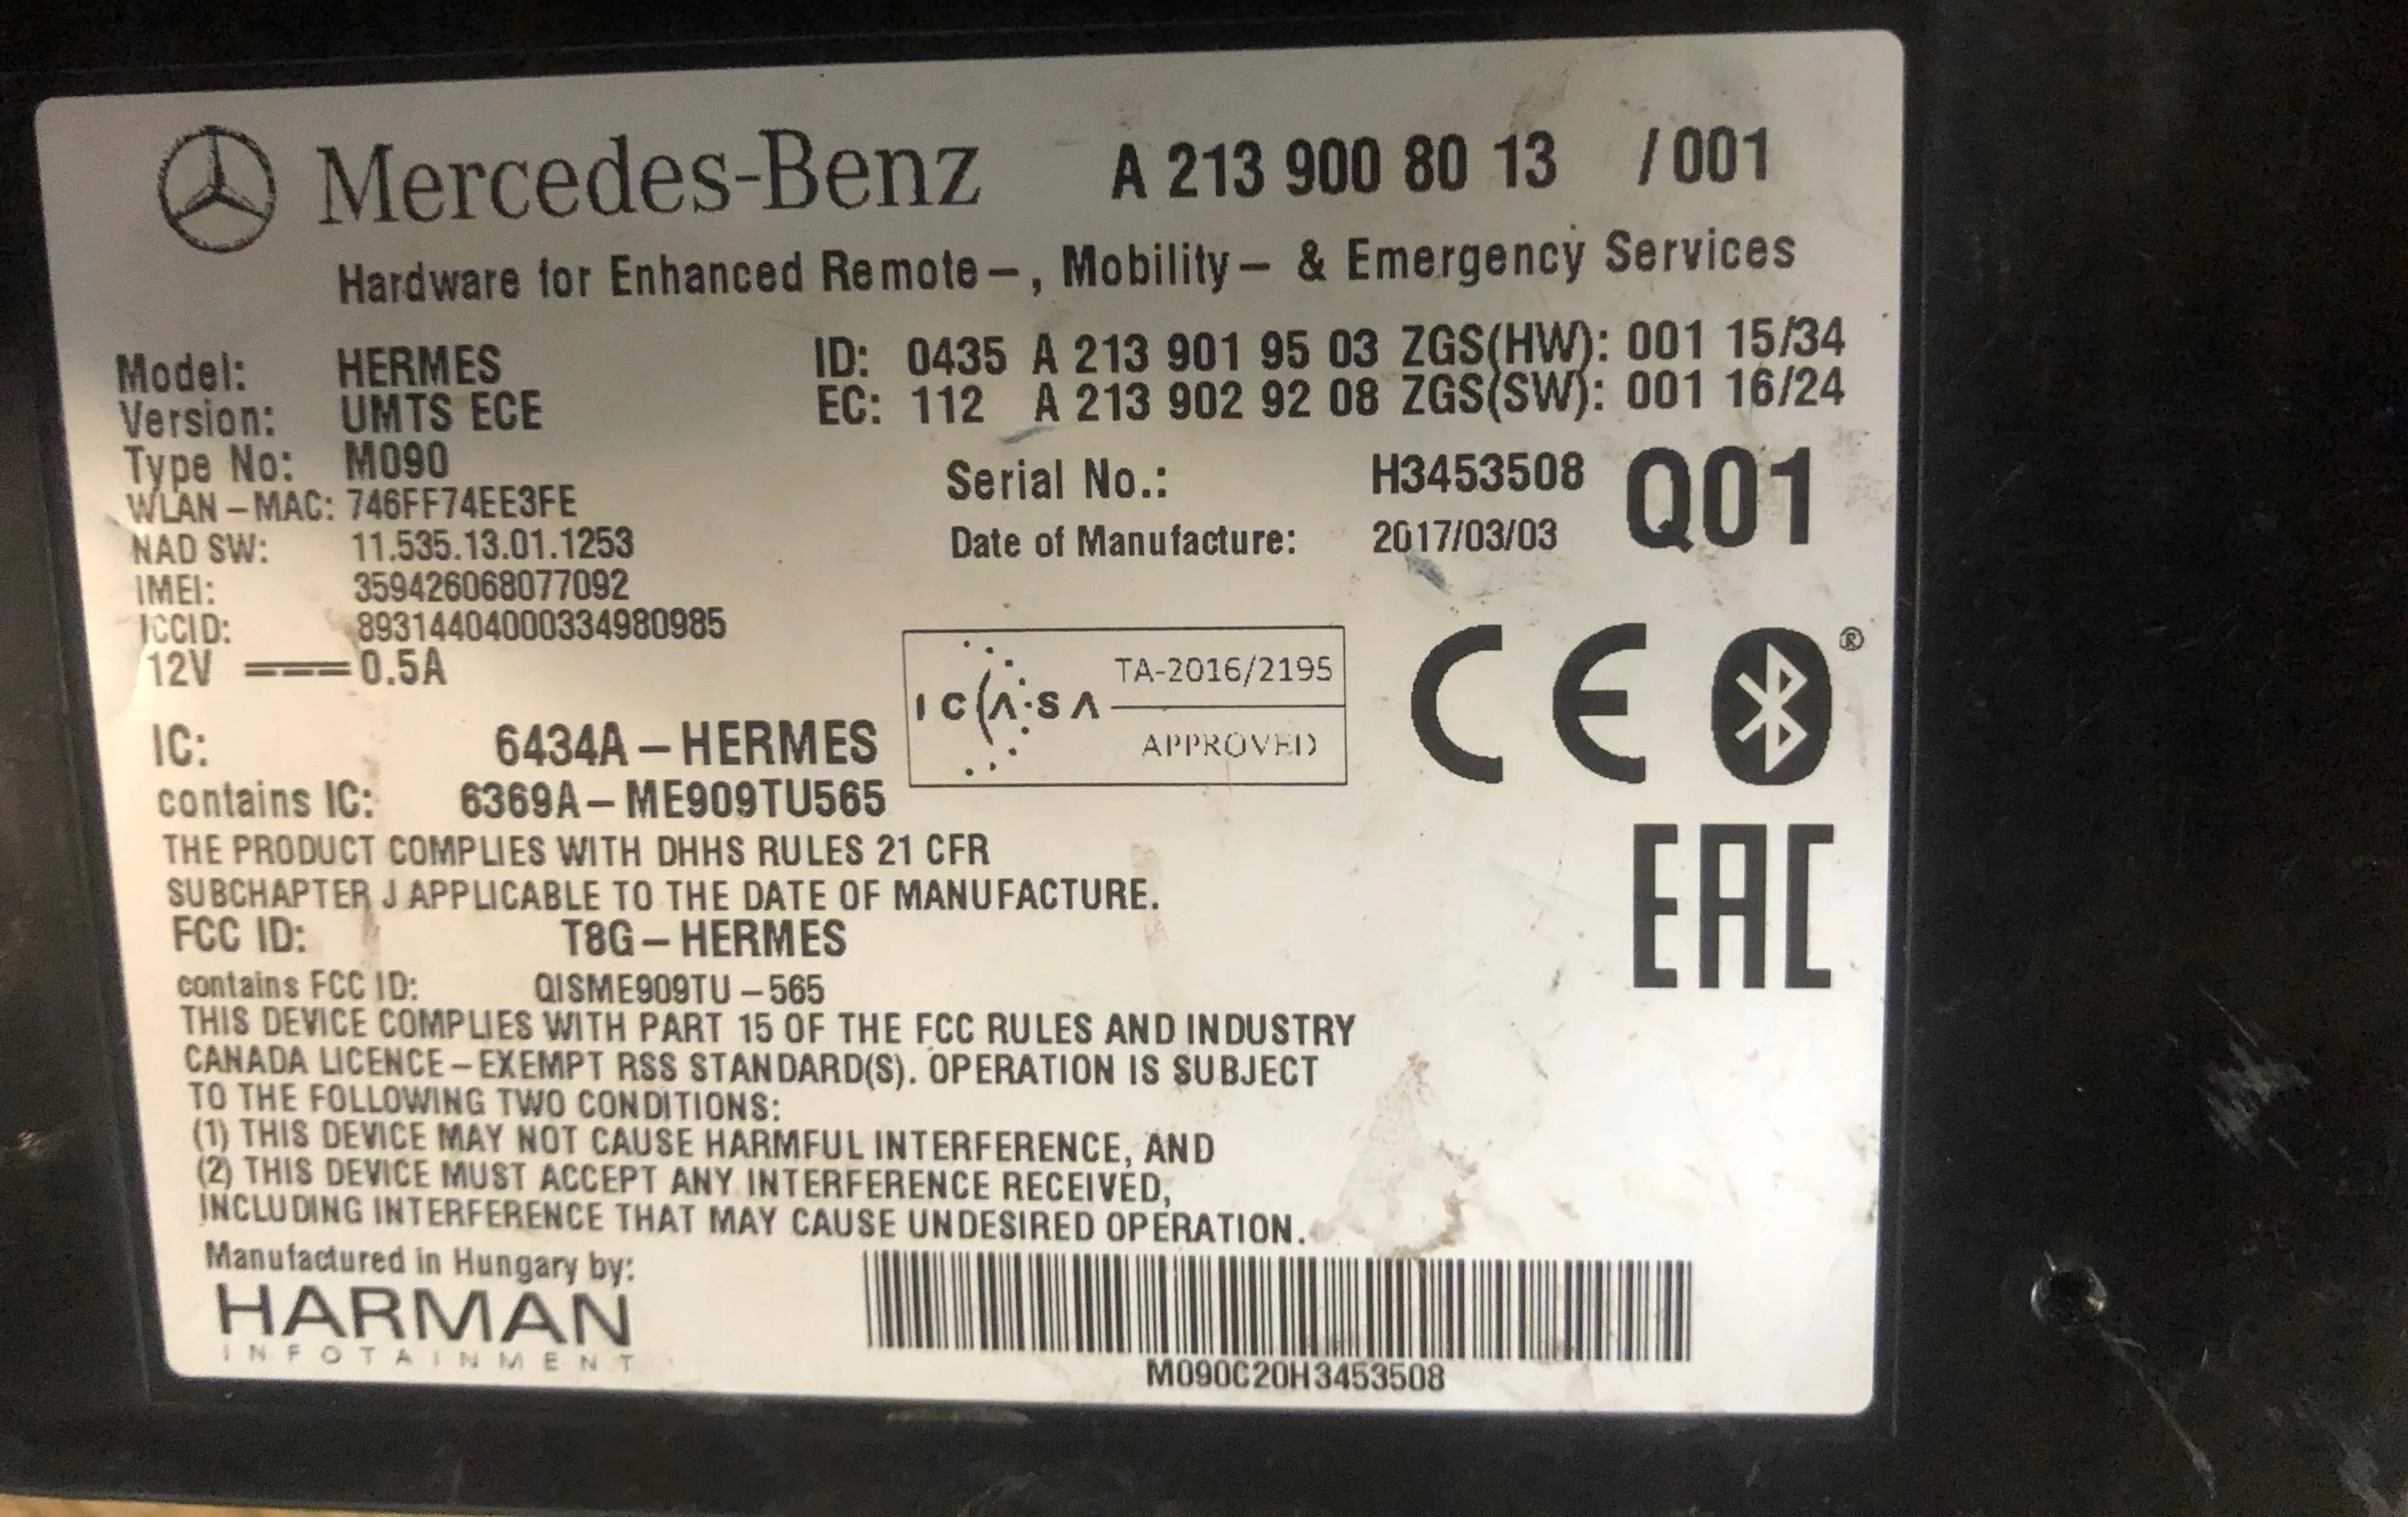 Mercedes-Benz A 213 900 80 13 /001
Hardware for Enhanced Remote-, Mobility- & Emergency Services
Model: HERMES ID: 0435 A 213 901 95 03 ZGS(HW): 001 15/34
Version: UMTS ECE EC: 112 A 213 902 92 08 ZGS(SW): 001 16/24
Type No: M090
Serial No.: H3453508 Q01
WLAN-MAC: 746FF74EE3FE
NAD SW: 11.535.13.01.1253
Date of Manufacture: 2017/03/03
IMEI: 359426068077092
ICCID: 89314404000334980985
12V 0.5A
ICASA TA-2016/2195
APPROVED
CE
IC: 6434A-HERMES
contains IC: 6369A-ME909TU565
THE PRODUCT COMPLIES WITH DHHS RULES 21 CFR
SUBCHAPTER J APPLICABLE TO THE DATE OF MANUFACTURE.
EAC
FCC ID: T8G-HERMES
contains FCC ID: QISME909TU-565
THIS DEVICE COMPLIES WITH PART 15 OF THE FCC RULES AND INDUSTRY
CANADA LICENCE-EXEMPT RSS STANDARD(S). OPERATION IS SUBJECT
TO THE FOLLOWING TWO CONDITIONS:
(1) THIS DEVICE MAY NOT CAUSE HARMFUL INTERFERENCE, AND
(2) THIS DEVICE MUST ACCEPT ANY INTERFERENCE RECEIVED,
INCLUDING INTERFERENCE THAT MAY CAUSE UNDESIRED OPERATION.
Manufactured in Hungary by:
HARMAN
INFOTAINMENT
M090C20H3453508